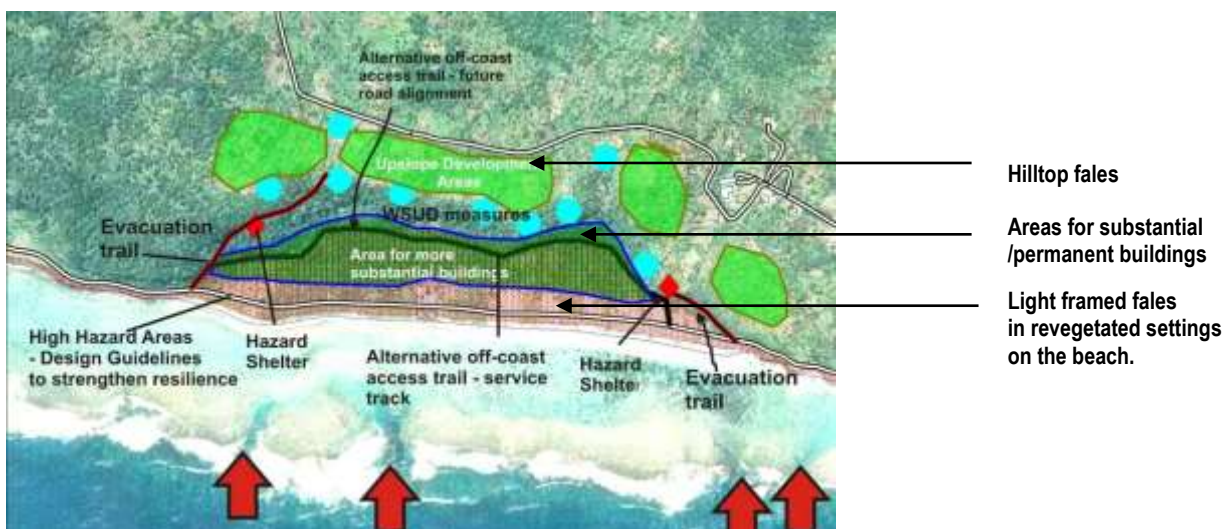 Alternative off-coast
access trail - future
road alignment
Upslope Development
Areas
WSUD measures
Evacuation
trail
Area for more
substantial buildings
High Hazard Areas
- Design Guidelines
to strengthen resilience
Hazard
Shelter
Alternative off-coast
access trail - service
track
Hazard
Shelter
Evacuation
trail
Hilltop fales
Areas for substantial
/permanent buildings
Light framed fales
in revegetated settings
on the beach.